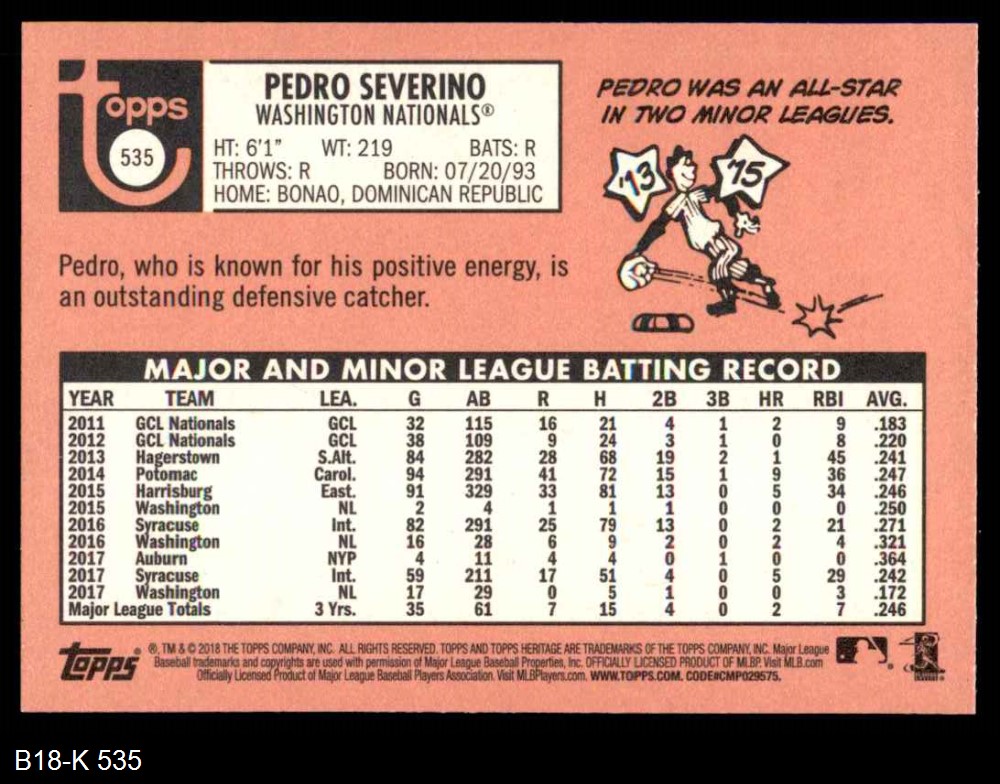 topps
535
PEDRO SEVERINO
WASHINGTON NATIONALS®
HT: 6'1" WT: 219 BATS: R
THROWS: R BORN: 07/20/93
HOME: BONAO, DOMINICAN REPUBLIC
PEDRO WAS AN ALL-STAR
IN TWO MINOR LEAGUES.
'13 '15
Pedro, who is known for his positive energy, is
an outstanding defensive catcher.
MAJOR AND MINOR LEAGUE BATTING RECORD
YEAR TEAM LEA. G AB R H 2B 3B HR RBI AVG.
2011 GCL Nationals GCL 32 115 16 21 4 1 2 9 .183
2012 GCL Nationals GCL 38 109 9 24 3 1 0 8 .220
2013 Hagerstown S.Alt. 84 282 28 68 19 2 1 45 .241
2014 Potomac Carol. 94 291 41 72 15 1 9 36 .247
2015 Harrisburg East. 91 329 33 81 13 0 5 34 .246
2015 Washington NL 2 4 1 1 1 0 0 0 .250
2016 Syracuse Int. 82 291 25 79 13 0 2 21 .271
2016 Washington NL 16 28 6 9 2 0 2 4 .321
2017 Auburn NYP 4 11 4 4 0 1 0 0 .364
2017 Syracuse Int. 59 211 17 51 4 0 5 29 .242
2017 Washington NL 17 29 0 5 1 0 0 3 .172
Major League Totals 3 Yrs. 35 61 7 15 4 0 2 7 .246
topps ®, TM & © 2018 THE TOPPS COMPANY, INC. ALL RIGHTS RESERVED. TOPPS AND TOPPS HERITAGE ARE TRADEMARKS OF THE TOPPS COMPANY, INC. Major League
Baseball trademarks and copyrights are used with permission of Major League Baseball Properties, Inc. OFFICIALLY LICENSED PRODUCT OF MLBP. Visit MLB.com
Officially Licensed Product of Major League Baseball Players Association. Visit MLBPlayers.com. WWW.TOPPS.COM. CODE#CMP029575.
B18-K 535